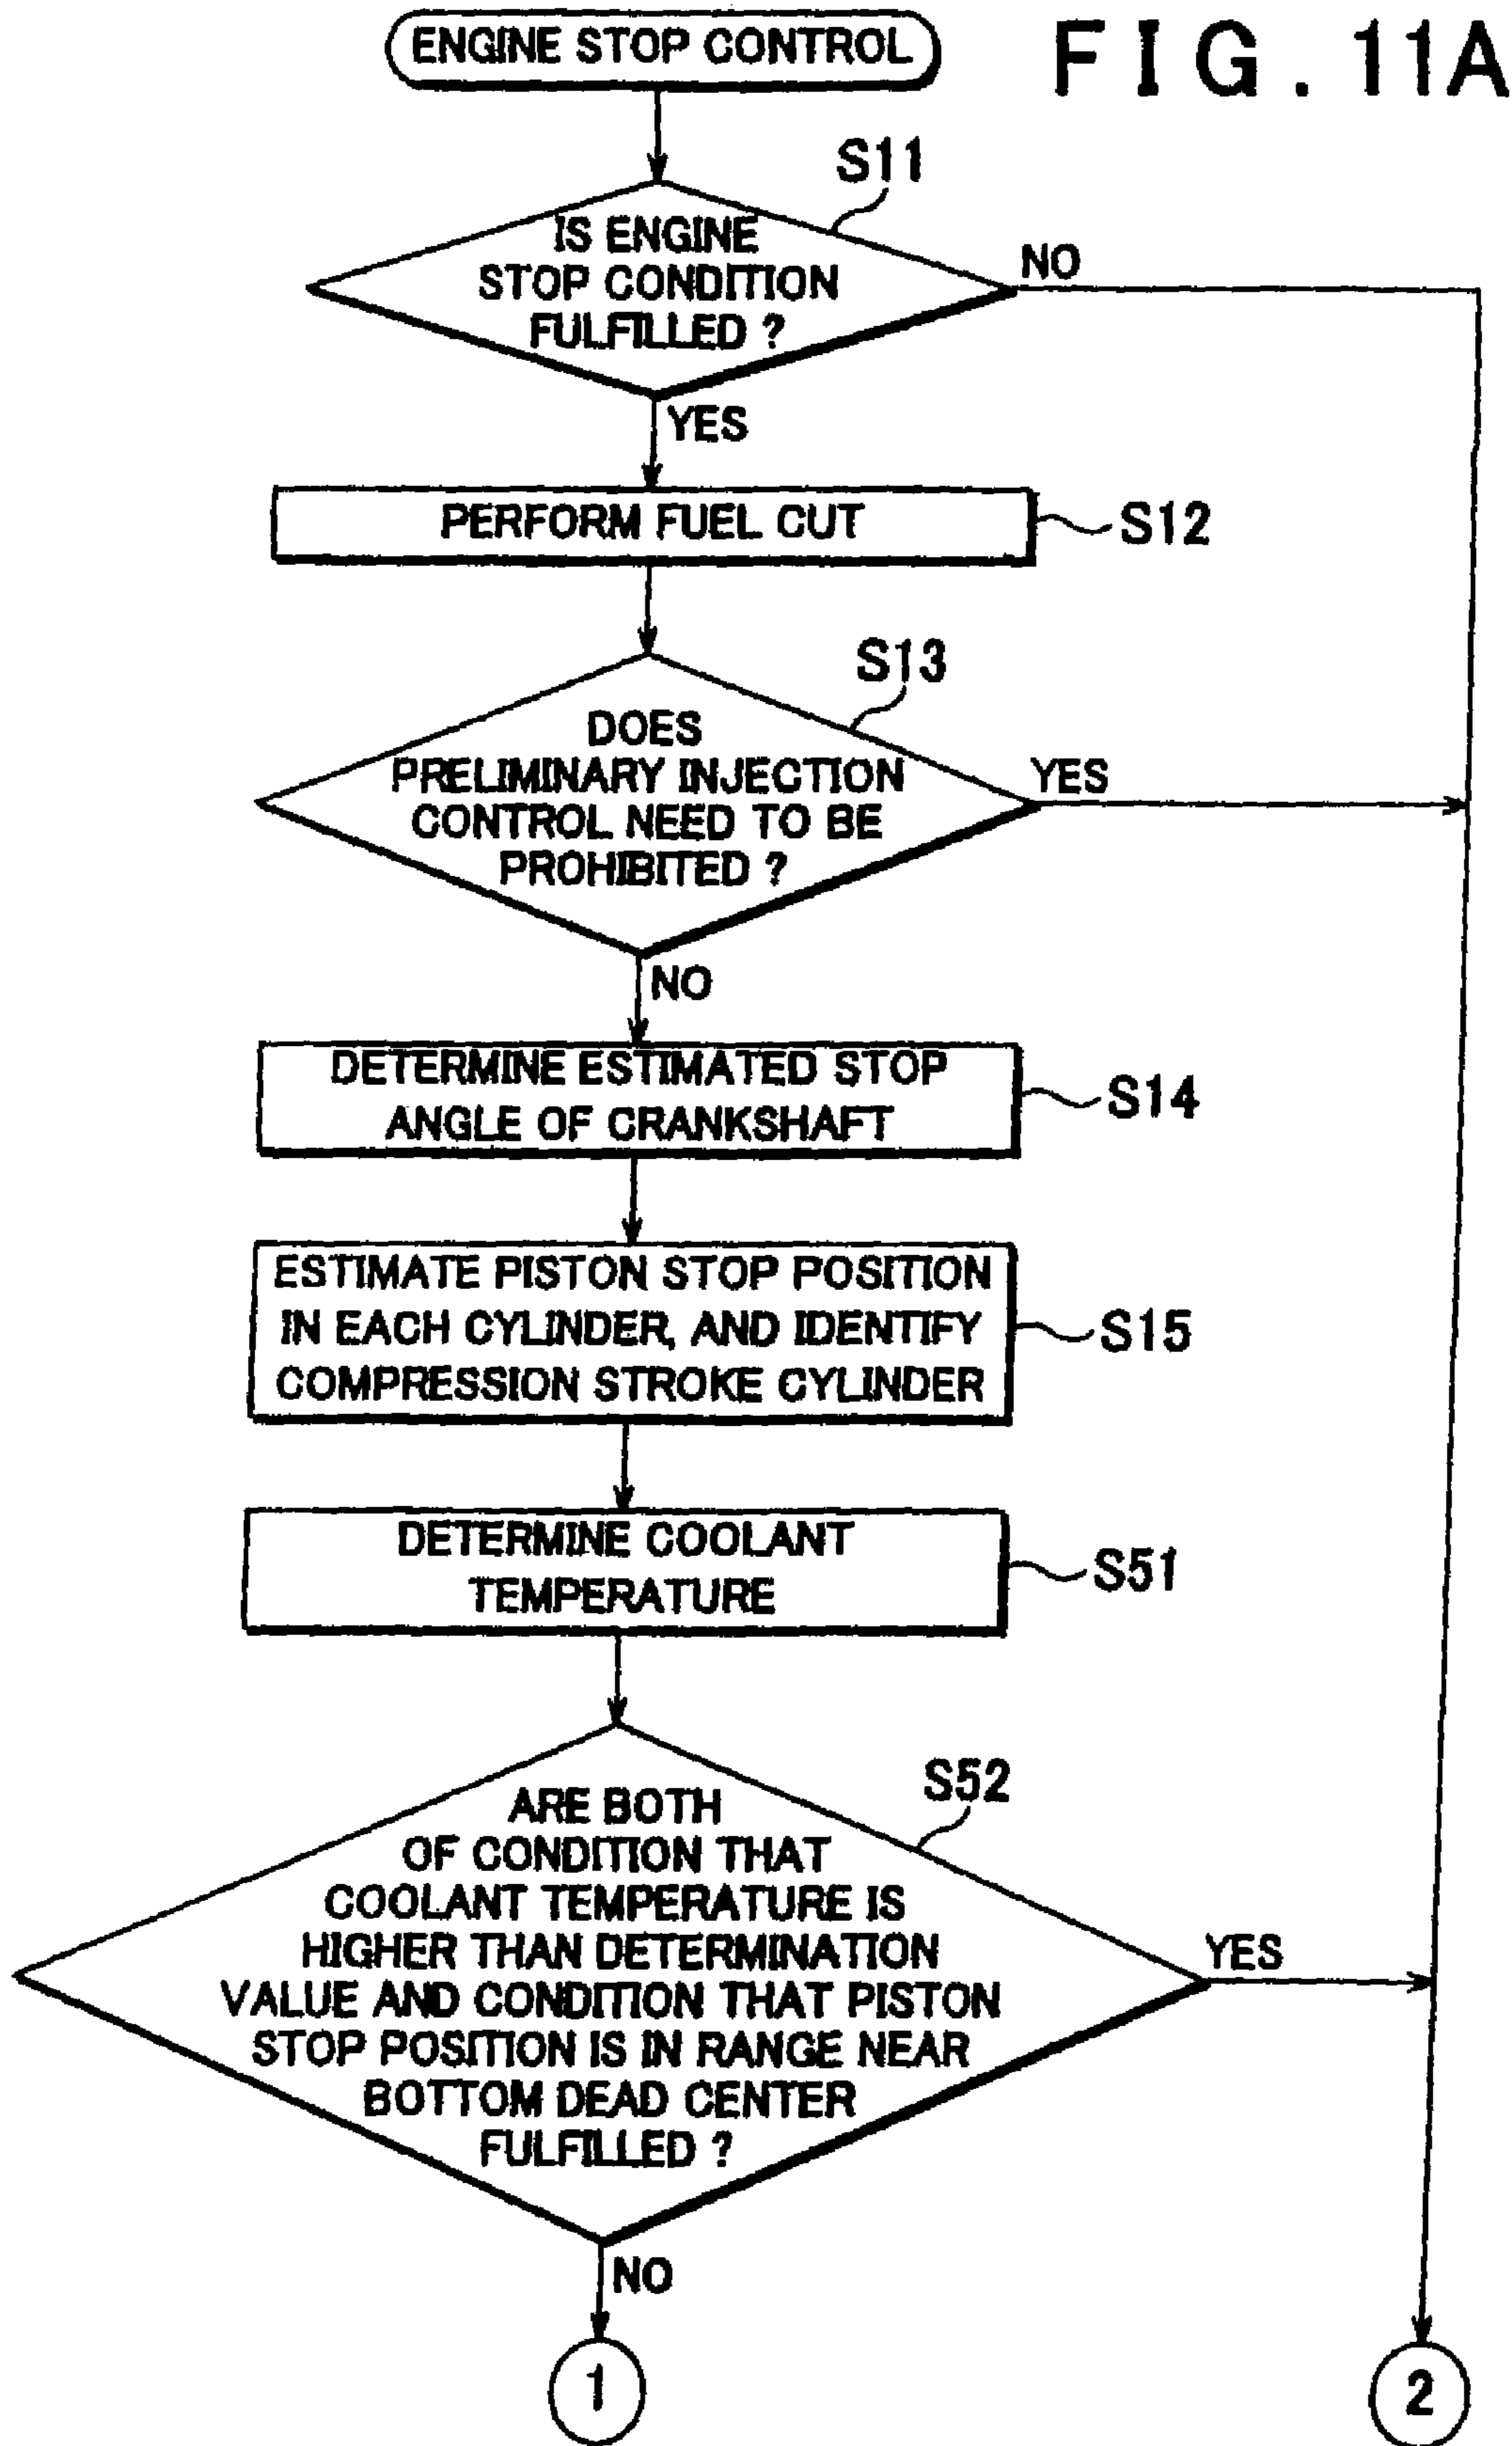 ENGINE STOP CONTROL
FIG. 11A
S11
IS ENGINE
STOP CONDITION
FULFILLED ?
NO
YES
PERFORM FUEL CUT
S12
S13
DOES
PRELIMINARY INJECTION
CONTROL NEED TO BE
PROHIBITED ?
YES
NO
DETERMINE ESTIMATED STOP
ANGLE OF CRANKSHAFT
S14
ESTIMATE PISTON STOP POSITION
IN EACH CYLINDER, AND IDENTIFY
COMPRESSION STROKE CYLINDER
S15
DETERMINE COOLANT
TEMPERATURE
S51
S52
ARE BOTH
OF CONDITION THAT
COOLANT TEMPERATURE IS
HIGHER THAN DETERMINATION
VALUE AND CONDITION THAT PISTON
STOP POSITION IS IN RANGE NEAR
BOTTOM DEAD CENTER
FULFILLED ?
YES
NO
1
2